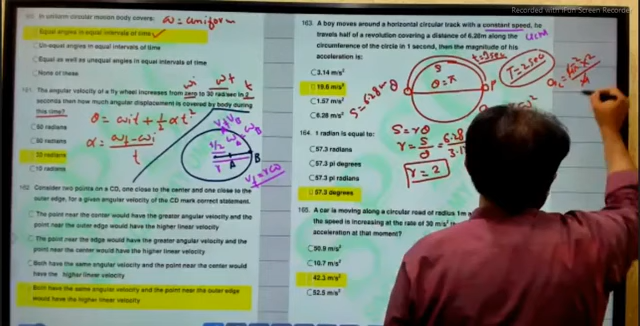 Recorded with iFun Screen Recorder
160. In uniform circular motion body covers: ω = uniform
Equal angles in equal intervals of time ✓
Un-equal angles in equal intervals of time
Equal as well as unequal angles in equal intervals of time
None of these
161. The angular velocity of a fly wheel increases from zero to 30 rad/sec in 2
seconds then how much angular displacement is covered by body during
this time?
wi wf t
θ = ωit + 1/2 αt²
α = ωf - ωi / t
60 radians
30 radians
10 radians
r/2
r
A
B
V = rω
162. Consider two points on a CD, one close to the center and one close to the
outer edge, for a given angular velocity of the CD mark correct statement.
The point near the center would have the greater angular velocity and the
point near the outer edge would have the higher linear velocity
The point near the edge would have the greater angular velocity and the
point near the center would have the higher linear velocity
Both have the same angular velocity and the point near the center would
have the higher linear velocity
Both have the same angular velocity and the point near the outer edge
would have the higher linear velocity
163. A boy moves around a horizontal circular track with a constant speed, he
travels half of a revolution covering a distance of 6.28m along the
circumference of the circle in 1 second, then the magnitude of his
acceleration is:
UCM
3.14 m/s²
19.6 m/s²
1.57 m/s²
6.28 m/s²
S
θ = π
P
S = 6.28m
T = 2sec
S = rθ
r = S/θ = 6.28
r = 2
164. 1 radian is equal to:
57.3 radians
57.3 pi degrees
57.3 pi radians
57.3 degrees
165. A car is moving along a circular road of radius 1m
the speed is increasing at the rate of 30 m/s²
acceleration at that moment?
50.9 m/s²
10.7 m/s²
42.3 m/s²
52.5 m/s²